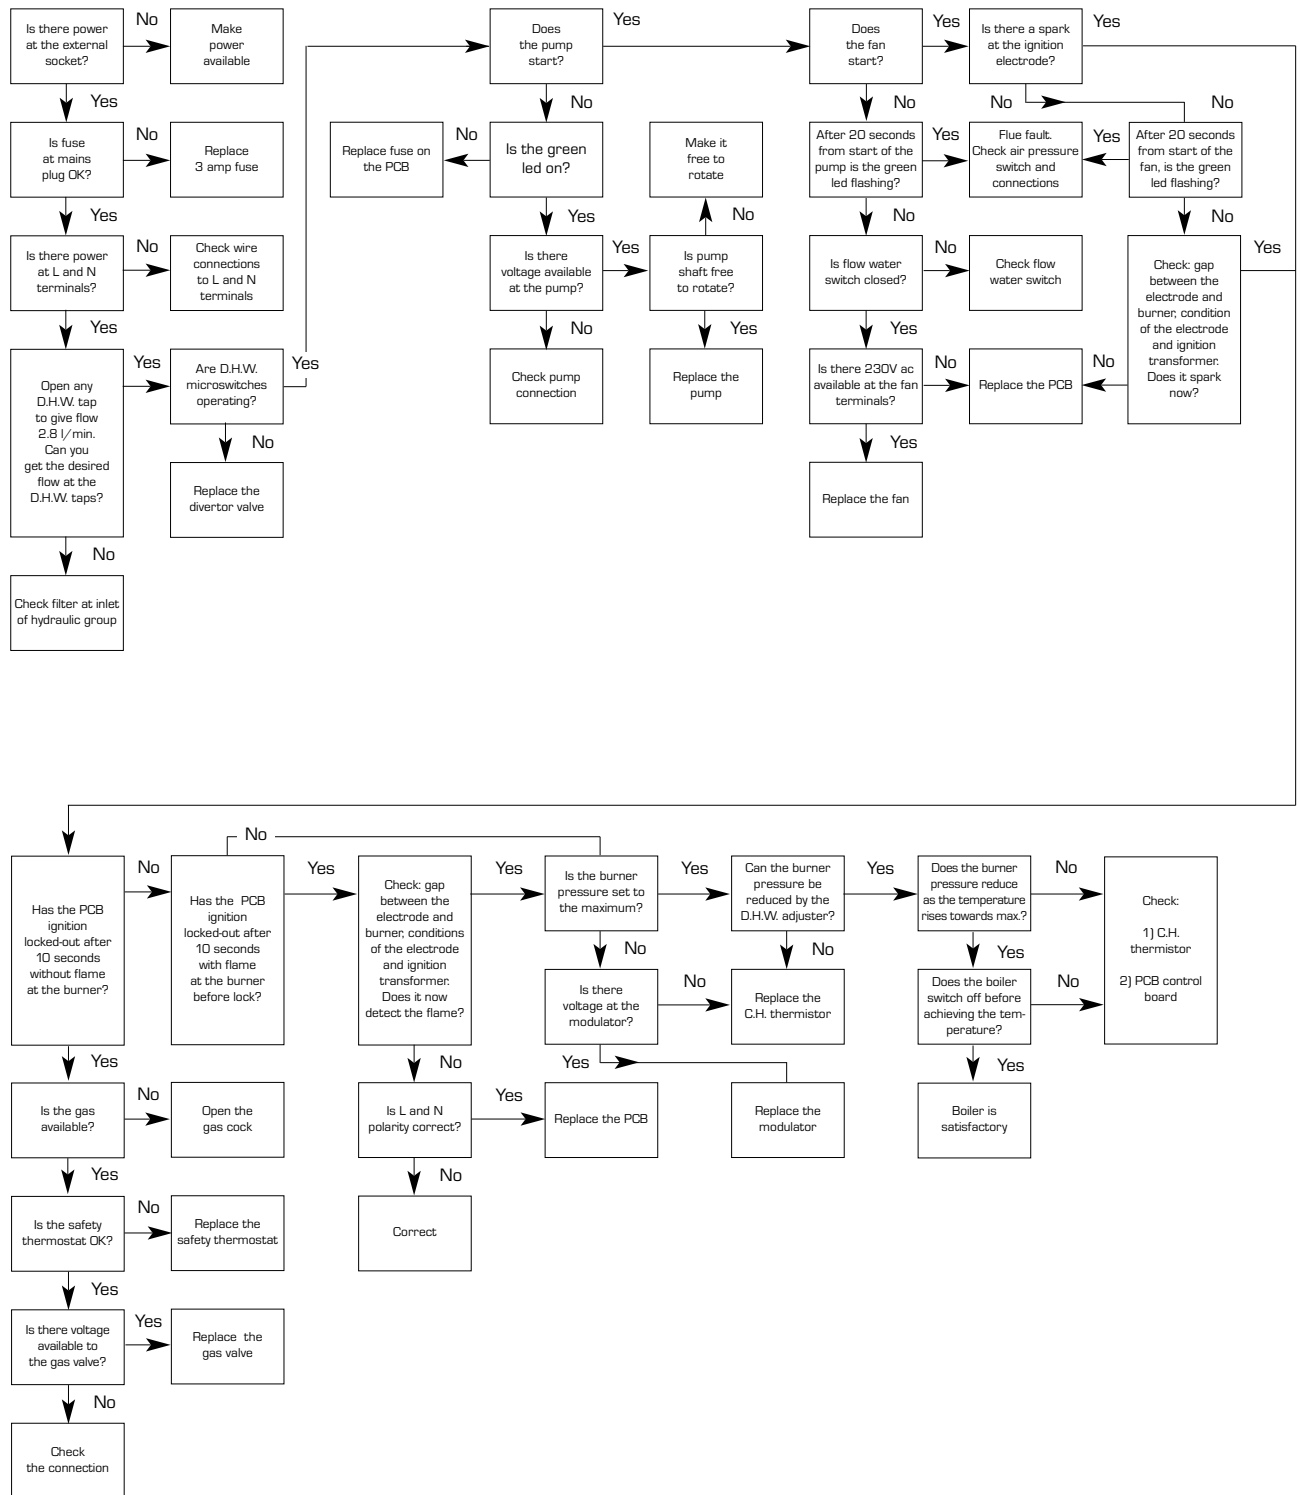 Is there power
at the external
socket?
No
Make
power
available
Yes
Is fuse
at mains
plug OK?
No
Replace
3 amp fuse
Yes
Is there power
at L and N
terminals?
No
Check wire
connections
to L and N
terminals
Yes
Open any
D.H.W. tap
to give flow
2.8 l/min.
Can you
get the desired
flow at the
D.H.W. taps?
Yes
Are D.H.W.
microswitches
operating?
Yes
No
Replace the
divertor valve
No
Check filter at inlet
of hydraulic group
Does
the pump
start?
Yes
No
Is the green
led on?
No
Replace fuse on
the PCB
Yes
Is there
voltage available
at the pump?
Yes
Is pump
shaft free
to rotate?
No
Make it
free to
rotate
No
Check pump
connection
Yes
Replace the
pump
Does
the fan
start?
Yes
Is there a spark
at the ignition
electrode?
Yes
No
After 20 seconds
from start of the
pump is the green
led flashing?
Yes
Flue fault.
Check air pressure
switch and
connections
No
No
Yes
After 20 seconds
from start of the
fan, is the green
led flashing?
No
Is flow water
switch closed?
No
Check flow
water switch
No
Check: gap
between the
electrode and
burner, condition
of the electrode
and ignition
transformer.
Does it spark
now?
Yes
Yes
Is there 230V ac
available at the fan
terminals?
No
Replace the PCB
No
Yes
Replace the fan
Has the PCB
ignition
locked-out after
10 seconds
without flame
at the burner?
No
Has the PCB
ignition
locked-out after
10 seconds
with flame
at the burner
before lock?
No
Yes
Check: gap
between the
electrode and
burner, conditions
of the electrode
and ignition
transformer.
Does it now
detect the flame?
Yes
Is the burner
pressure set to
the maximum?
Yes
Can the burner
pressure be
reduced by the
D.H.W. adjuster?
Yes
Does the burner
pressure reduce
as the temperature
rises towards max.?
No
Check:
1) C.H.
thermistor
2) PCB control
board
No
Is there
voltage at the
modulator?
No
Replace the
C.H. thermistor
No
Yes
Does the boiler
switch off before
achieving the tem-
perature?
No
Yes
Is the gas
available?
No
Open the
gas cock
No
Is L and N
polarity correct?
Yes
Replace the PCB
Yes
Replace the
modulator
Yes
Boiler is
satisfactory
Yes
Is the safety
thermostat OK?
No
Replace the
safety thermostat
No
Correct
Yes
Is there voltage
available to
the gas valve?
Yes
Replace the
gas valve
No
Check
the connection